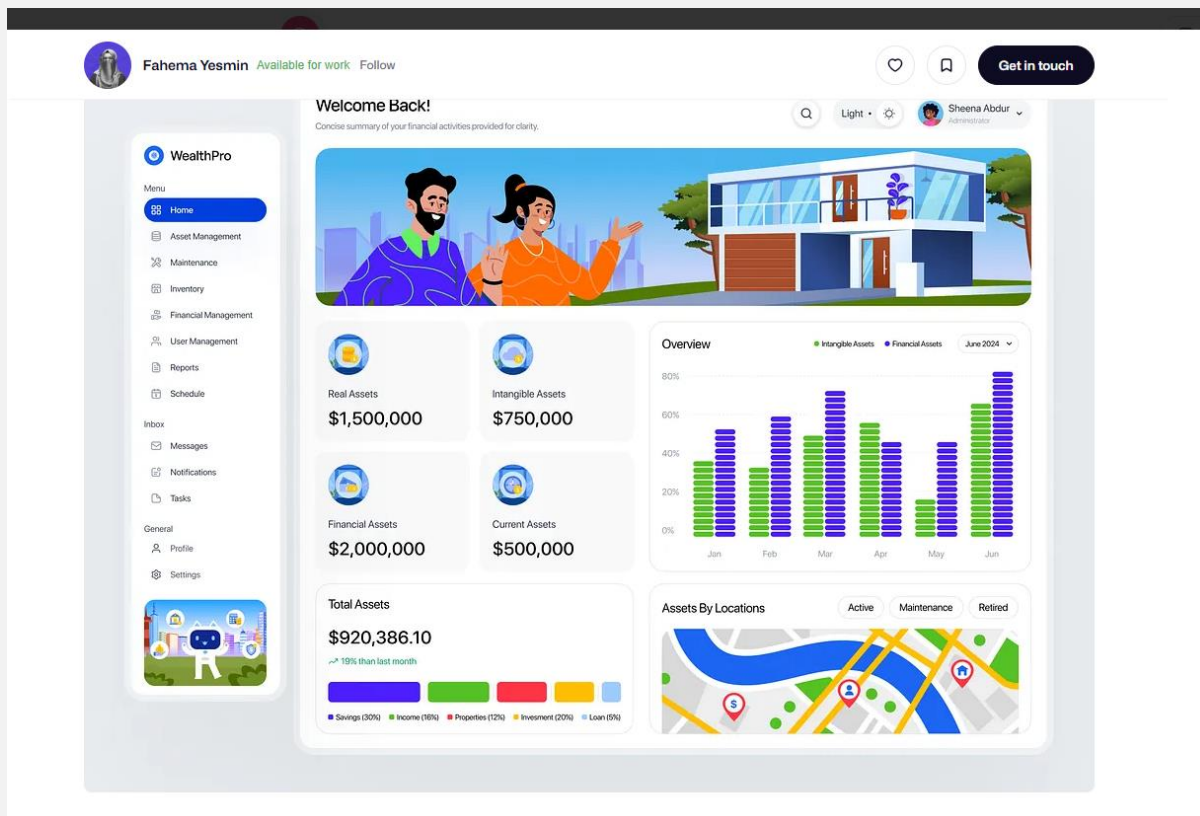 Fahema Yesmin Available for work Follow
Get in touch
Welcome Back!
Concise summary of your financial activities provided for clarity.
Light •
Sheena Abdur
Administrator
WealthPro
Menu
Home
Asset Management
Maintenance
Inventory
Financial Management
User Management
Reports
Schedule
Inbox
Messages
Notifications
Tasks
General
Profile
Settings
Real Assets
$1,500,000
Intangible Assets
$750,000
Financial Assets
$2,000,000
Current Assets
$500,000
Overview
Intangible Assets Financial Assets
June 2024
80%
60%
40%
20%
0%
Jan Feb Mar Apr May Jun
Total Assets
$920,386.10
19% than last month
Savings (30%) Income (16%) Properties (12%) Invesment (20%) Loan (5%)
Assets By Locations
Active Maintenance Retired
$